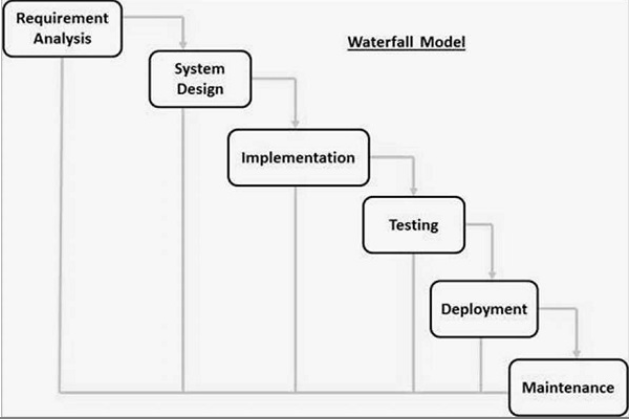 Requirement
Analysis
Waterfall Model
System
Design
Implementation
Testing
Deployment
Maintenance